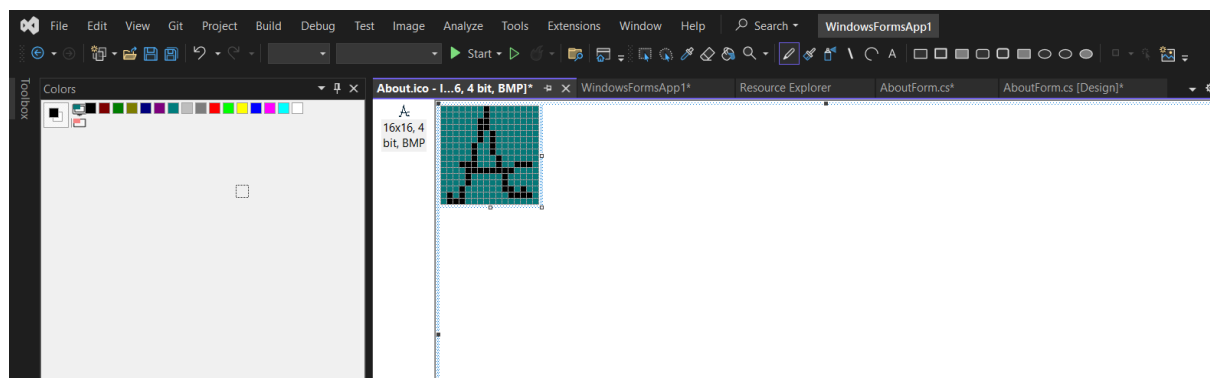 File Edit View Git Project Build Debug Test Image Analyze Tools Extensions Window Help Search WindowsFormsApp1
Start A
Toolbox
Colors
About.ico - I...6, 4 bit, BMP]* WindowsFormsApp1* Resource Explorer AboutForm.cs* AboutForm.cs [Design]*
A
16x16, 4
bit, BMP
A